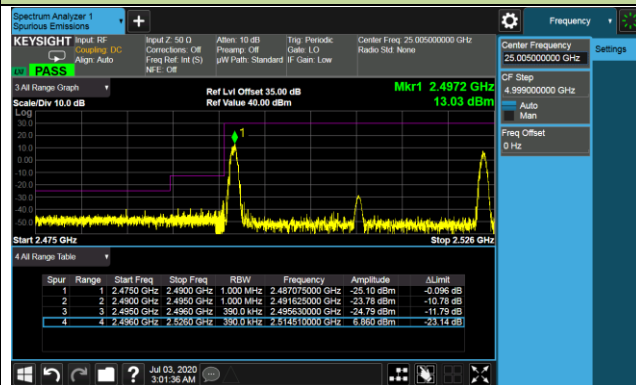 Spectrum Analyzer 1
Spurious Emissions
+
Frequency
KEYSIGHT Input: RF Input Z: 50 Ω Atten: 10 dB Trig: Periodic Center Freq: 25.005000000 GHz
Coupling: DC Corrections: Off Preamp: Off Gate: LO Radio Std: None
Align: Auto Freq Ref: Int (S) µW Path: Standard IF Gain: Low
NFE: Off
PASS
Center Frequency
25.005000000 GHz
Settings
CF Step
4.999000000 GHz
Auto
Man
Freq Offset
0 Hz
3 All Range Graph
Ref Lvl Offset 35.00 dB
Mkr1 2.4972 GHz
Scale/Div 10.0 dB
Ref Value 40.00 dBm
13.03 dBm
Log
30.0
20.0
10.0
0.00
-10.0
-20.0
-30.0
-40.0
-50.0
1
Start 2.475 GHz
Stop 2.526 GHz
4 All Range Table
Spur Range Start Freq Stop Freq RBW Frequency Amplitude ΔLimit
1 1 2.4750 GHz 2.4900 GHz 1.000 MHz 2.487075000 GHz -25.10 dBm -0.096 dB
2 2 2.4900 GHz 2.4950 GHz 1.000 MHz 2.491625000 GHz -23.78 dBm -10.78 dB
3 3 2.4950 GHz 2.4960 GHz 390.0 kHz 2.495630000 GHz -24.79 dBm -11.79 dB
4 4 2.4960 GHz 2.5260 GHz 390.0 kHz 2.514510000 GHz 6.860 dBm -23.14 dB
?
Jul 03, 2020
3:01:36 AM